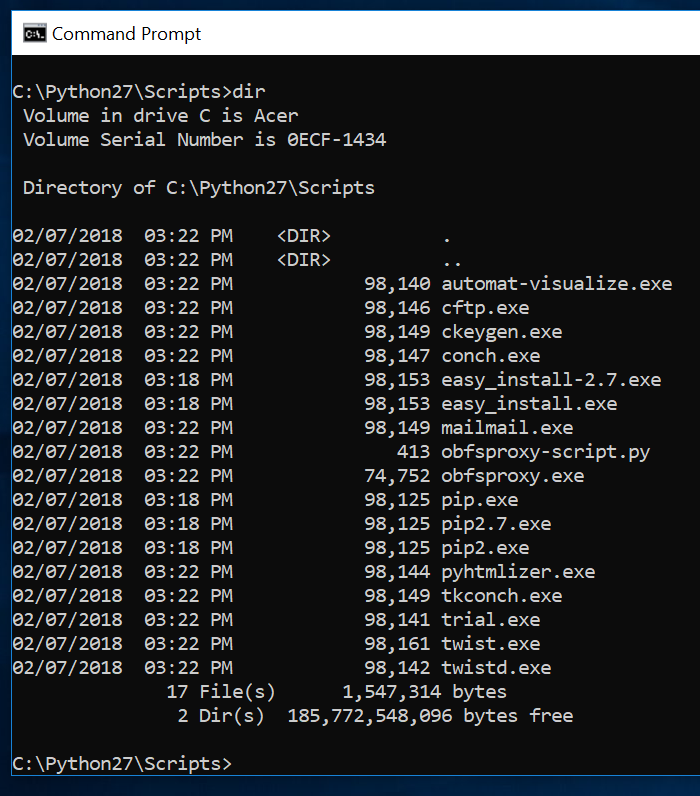 Command Prompt
C:\Python27\Scripts>dir
 Volume in drive C is Acer
 Volume Serial Number is 0ECF-1434

 Directory of C:\Python27\Scripts

02/07/2018  03:22 PM    <DIR>          .
02/07/2018  03:22 PM    <DIR>          ..
02/07/2018  03:22 PM            98,140 automat-visualize.exe
02/07/2018  03:22 PM            98,146 cftp.exe
02/07/2018  03:22 PM            98,149 ckeygen.exe
02/07/2018  03:22 PM            98,147 conch.exe
02/07/2018  03:18 PM            98,153 easy_install-2.7.exe
02/07/2018  03:18 PM            98,153 easy_install.exe
02/07/2018  03:22 PM            98,149 mailmail.exe
02/07/2018  03:22 PM               413 obfsproxy-script.py
02/07/2018  03:22 PM            74,752 obfsproxy.exe
02/07/2018  03:18 PM            98,125 pip.exe
02/07/2018  03:18 PM            98,125 pip2.7.exe
02/07/2018  03:18 PM            98,125 pip2.exe
02/07/2018  03:22 PM            98,144 pyhtmlizer.exe
02/07/2018  03:22 PM            98,149 tkconch.exe
02/07/2018  03:22 PM            98,141 trial.exe
02/07/2018  03:22 PM            98,161 twist.exe
02/07/2018  03:22 PM            98,142 twistd.exe
              17 File(s)      1,547,314 bytes
               2 Dir(s)  185,772,548,096 bytes free

C:\Python27\Scripts>